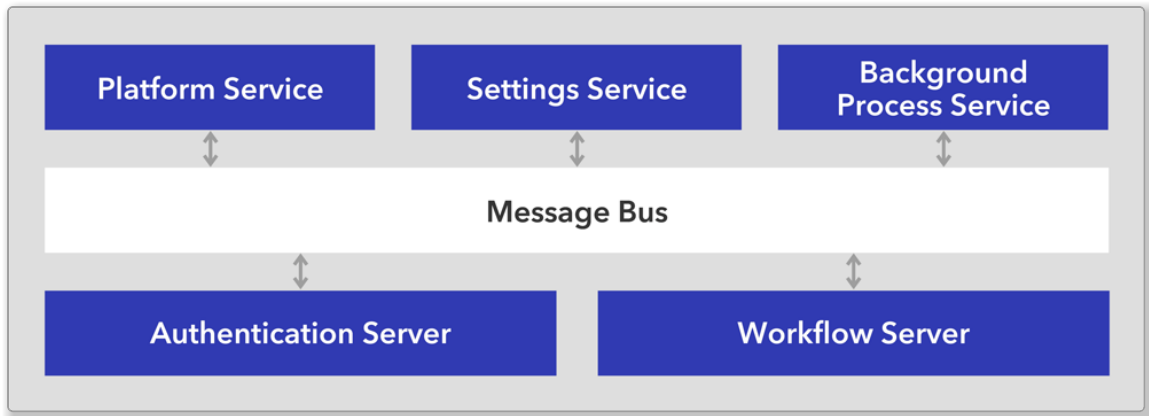 Platform Service
Settings Service
Background
Process Service
Message Bus
Authentication Server
Workflow Server